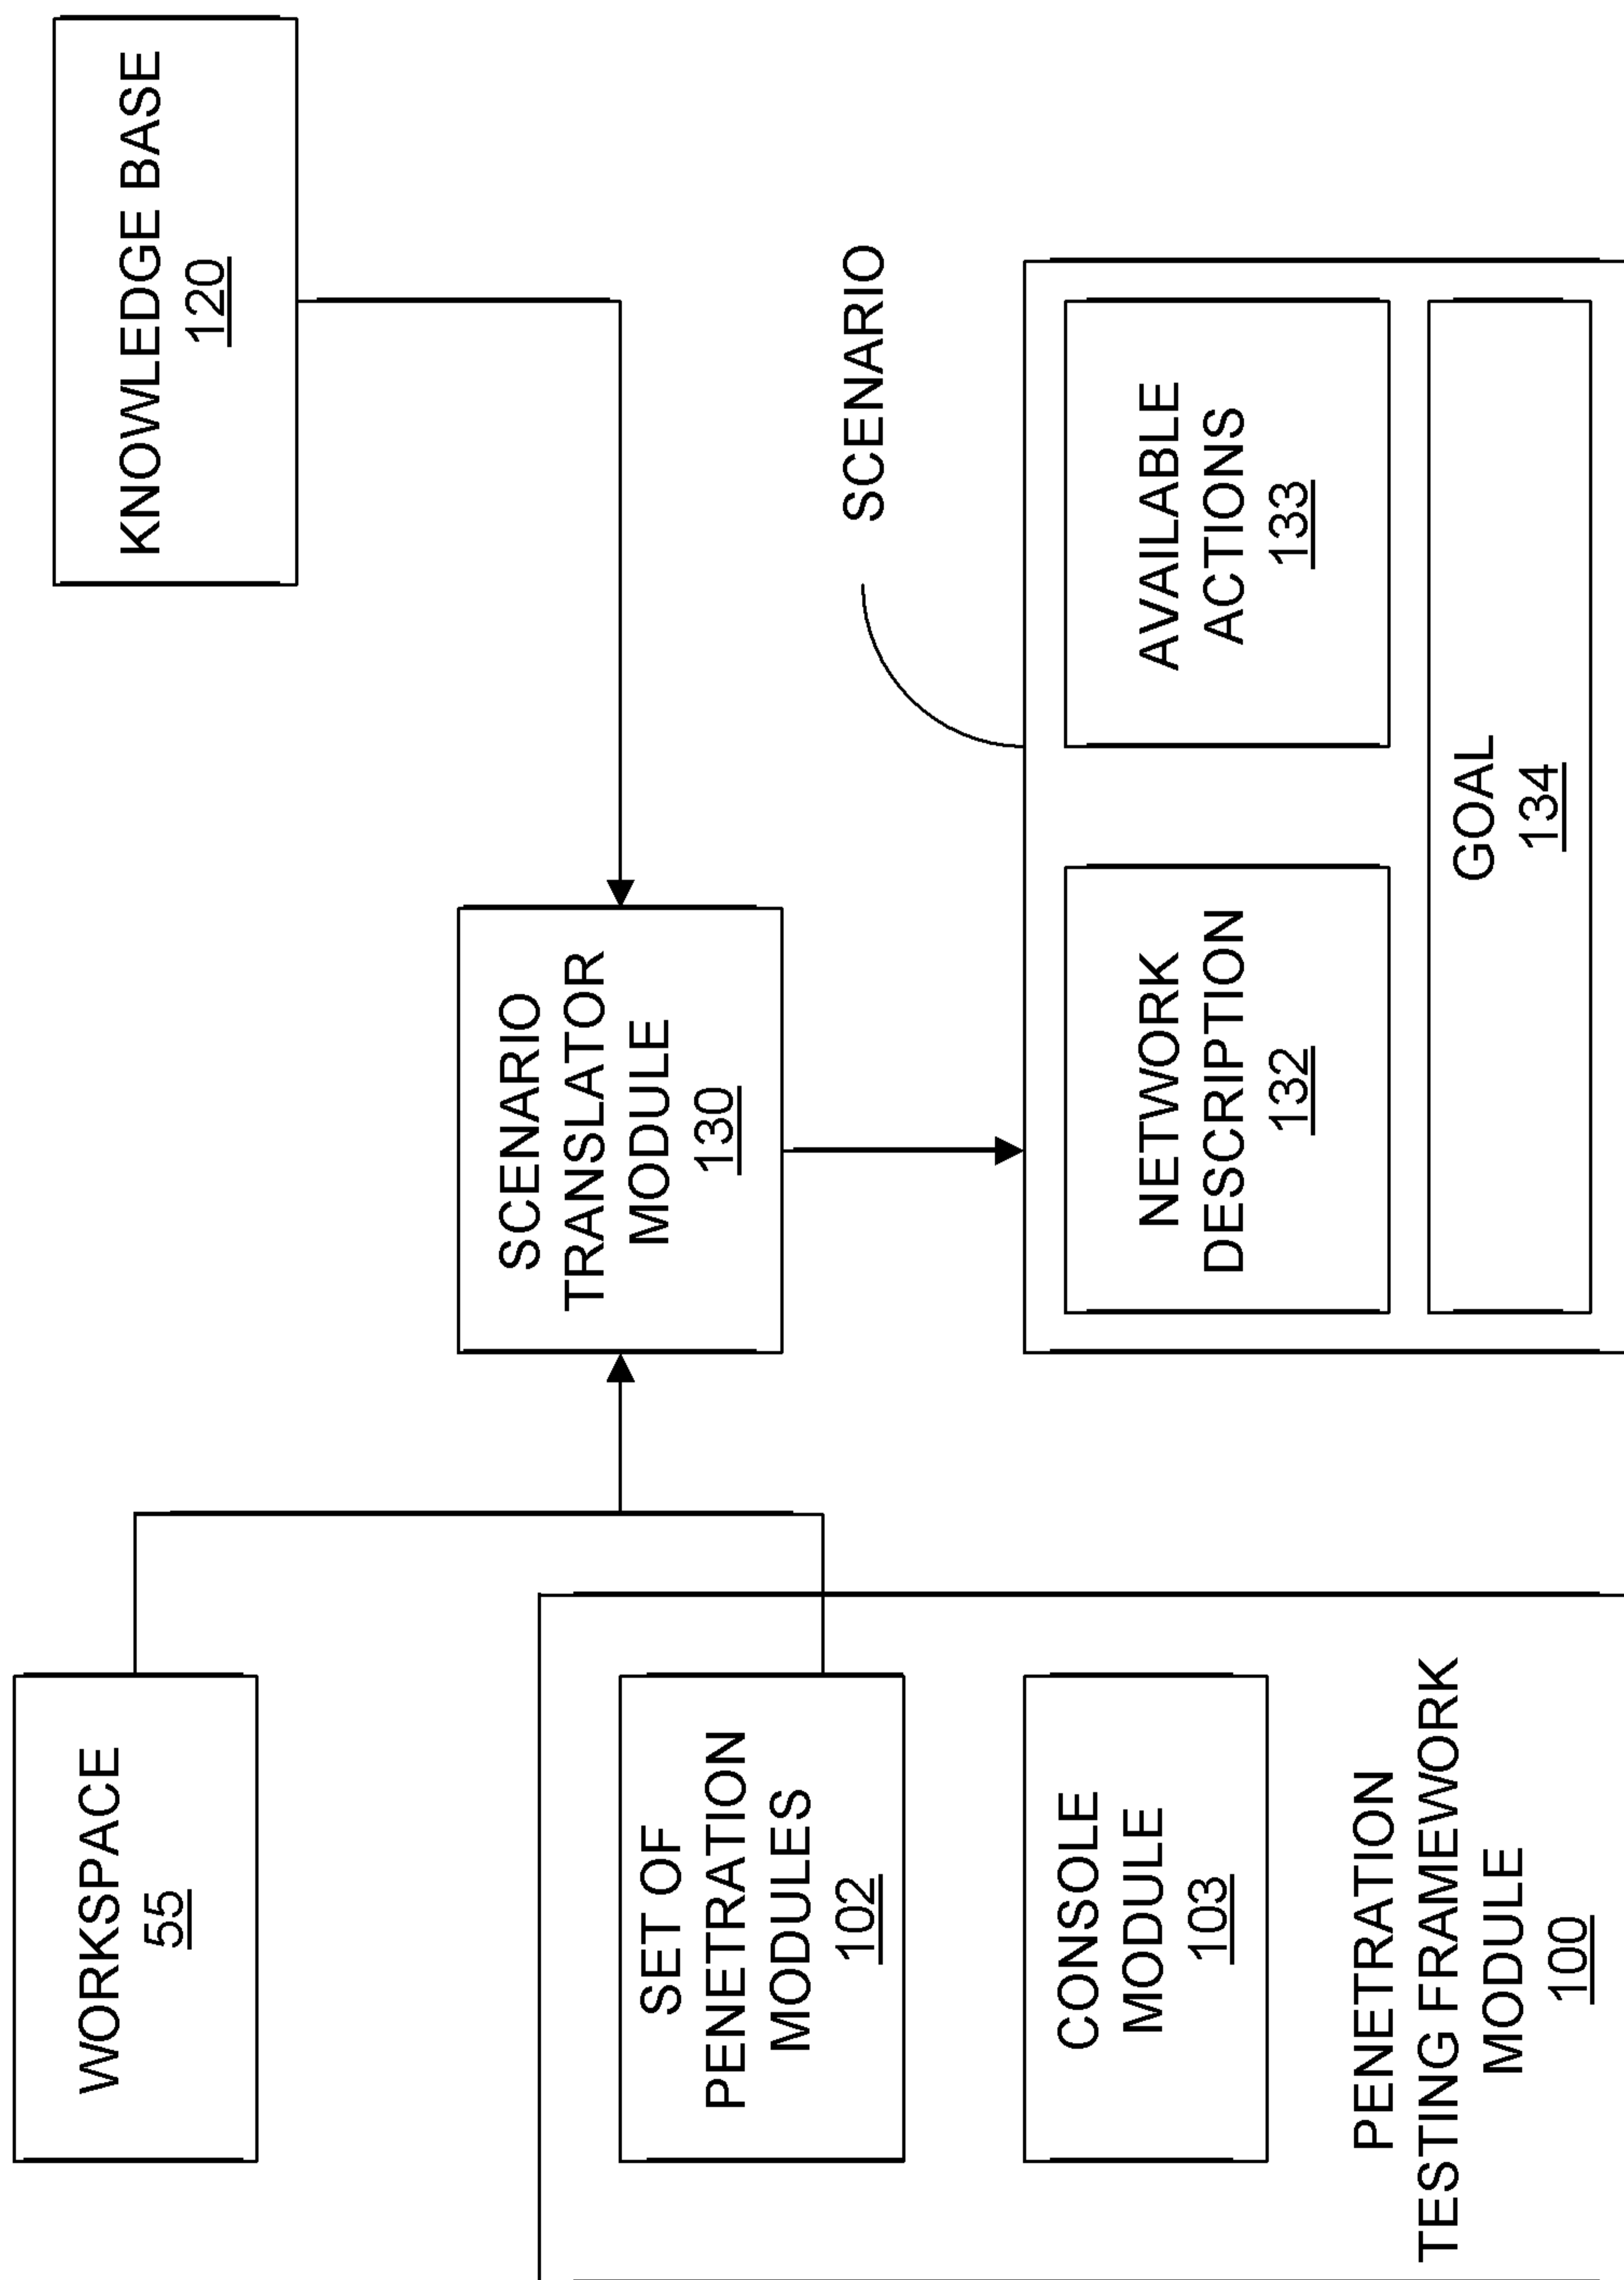 WORKSPACE
55
KNOWLEDGE BASE
120
SCENARIO
TRANSLATOR
MODULE
130
SET OF
PENETRATION
MODULES
102
CONSOLE
MODULE
103
PENETRATION
TESTING FRAMEWORK
MODULE
100
SCENARIO
NETWORK
DESCRIPTION
132
AVAILABLE
ACTIONS
133
GOAL
134